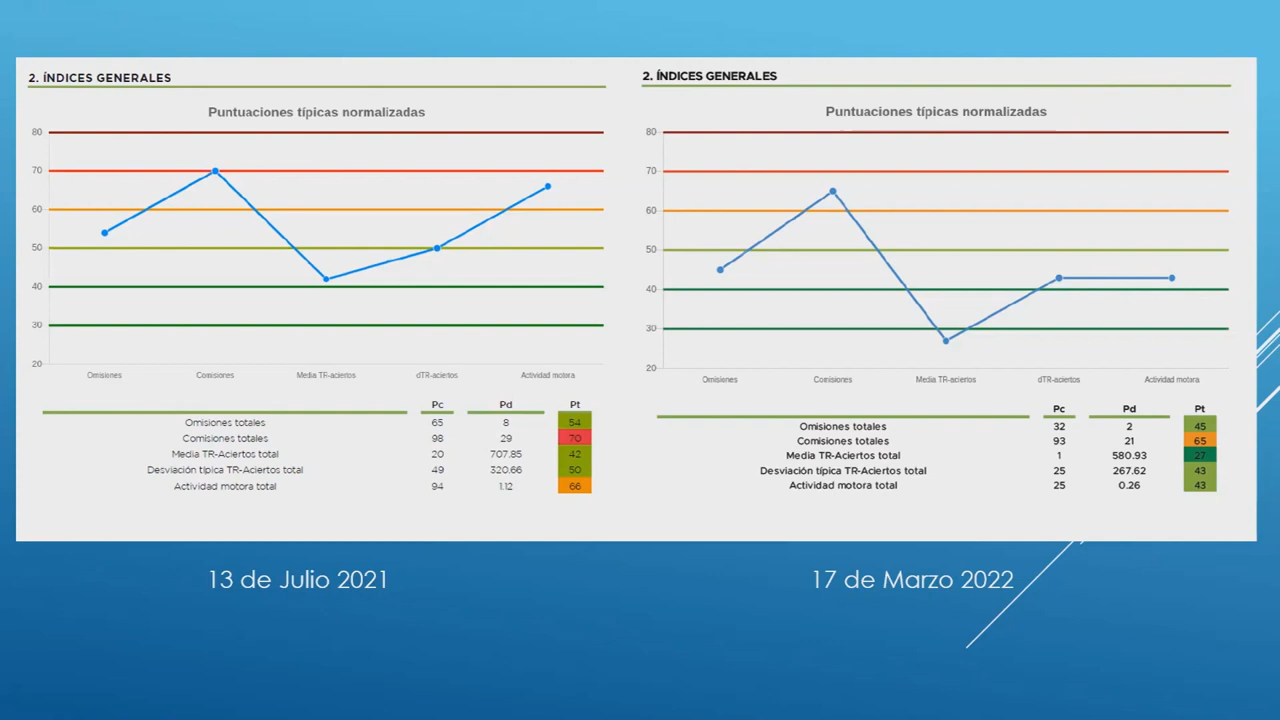 2. ÍNDICES GENERALES
Puntuaciones típicas normalizadas
80
70
60
50
40
30
20
Omisiones Comisiones Media TR-aciertos dTR-aciertos Actividad motora
Pc Pd Pt
Omisiones totales 65 8 54
Comisiones totales 98 29 70
Media TR-Aciertos total 20 707.85 42
Desviación típica TR-Aciertos total 49 320.66 50
Actividad motora total 94 1.12 66
13 de Julio 2021
2. ÍNDICES GENERALES
Puntuaciones típicas normalizadas
80
70
60
50
40
30
20
Omisiones Comisiones Media TR-aciertos dTR-aciertos Actividad motora
Pc Pd Pt
Omisiones totales 32 2 45
Comisiones totales 93 21 65
Media TR-Aciertos total 1 580.93 27
Desviación típica TR-Aciertos total 25 267.62 43
Actividad motora total 25 0.26 43
17 de Marzo 2022